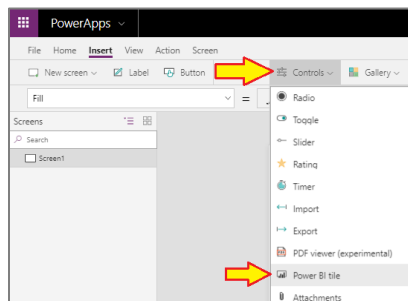 PowerApps
File Home Insert View Action Screen
New screen Label Button Controls Gallery
Fill =
Screens
Search
Screen1
Radio
Toggle
Slider
Rating
Timer
Import
Export
PDF viewer (experimental)
Power BI tile
Attachments